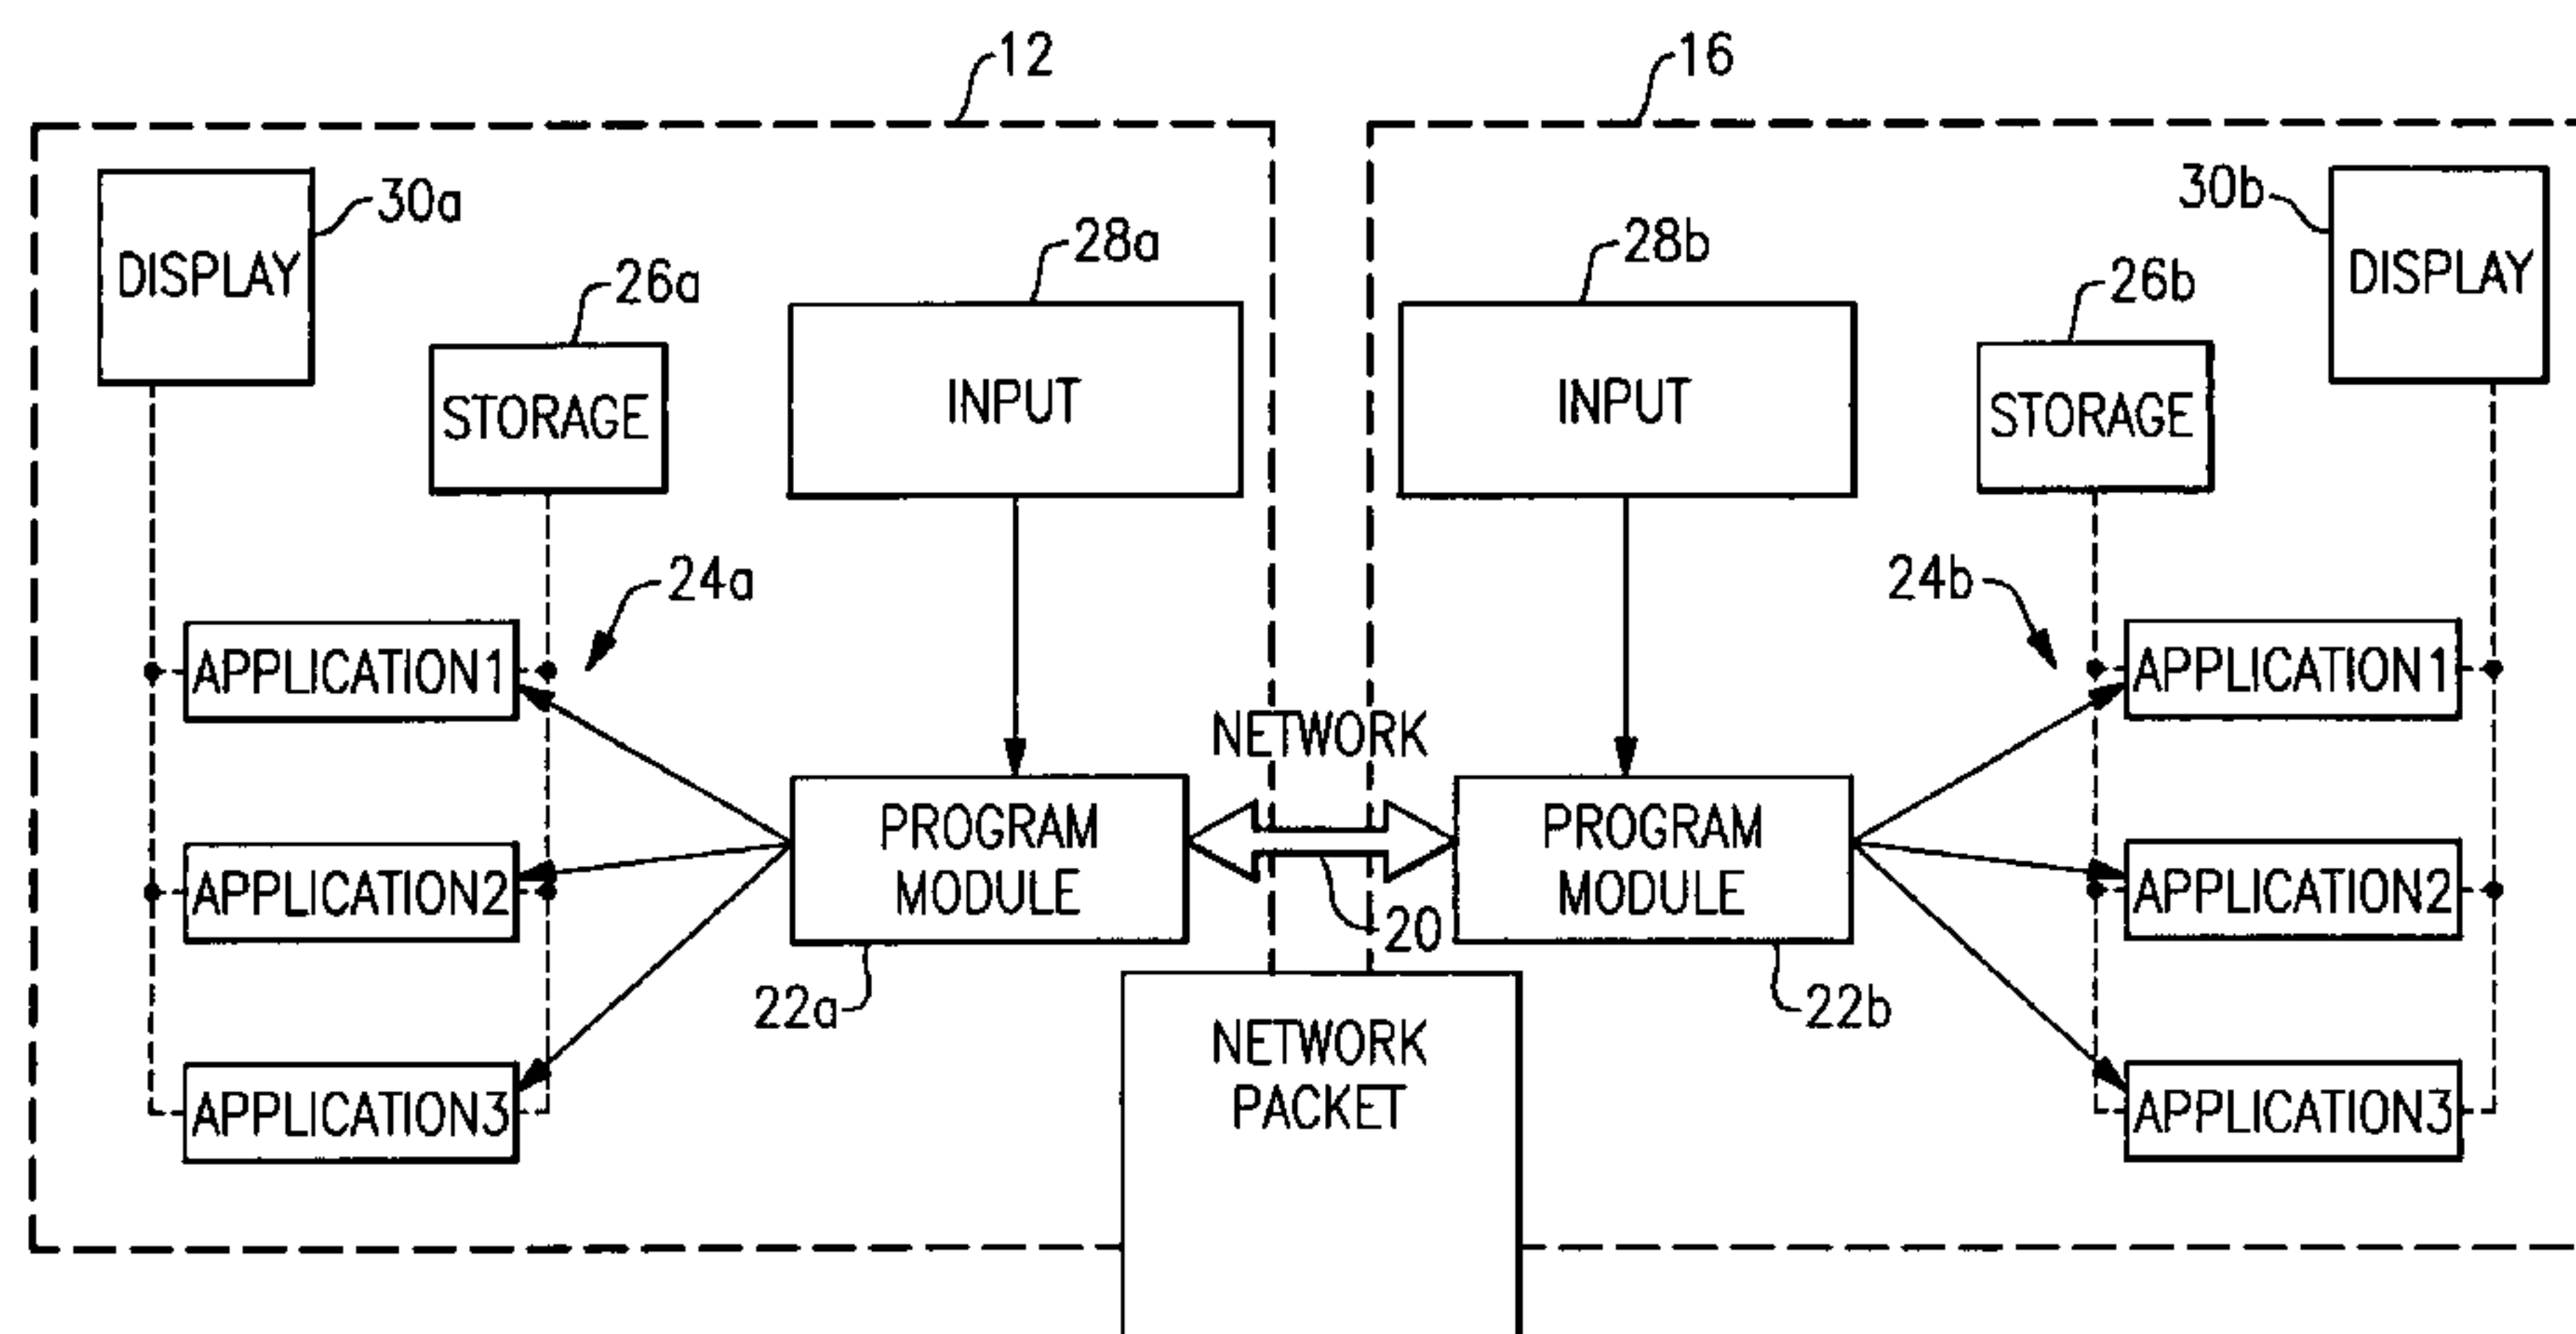 12
16
DISPLAY
30a
STORAGE
26a
INPUT
28a
INPUT
28b
STORAGE
26b
30b
DISPLAY
24a
24b
APPLICATION1
APPLICATION2
APPLICATION3
PROGRAM
MODULE
22a
NETWORK
20
PROGRAM
MODULE
22b
APPLICATION1
APPLICATION2
APPLICATION3
NETWORK
PACKET